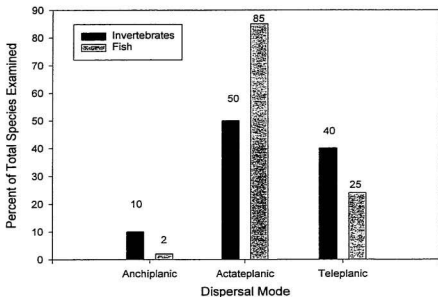 90
80
70
60
50
40
30
20
10
0
Percent of Total Species Examined
Invertebrates
Fish
10
2
50
85
40
25
Anchiplanic
Actateplanic
Teleplanic
Dispersal Mode